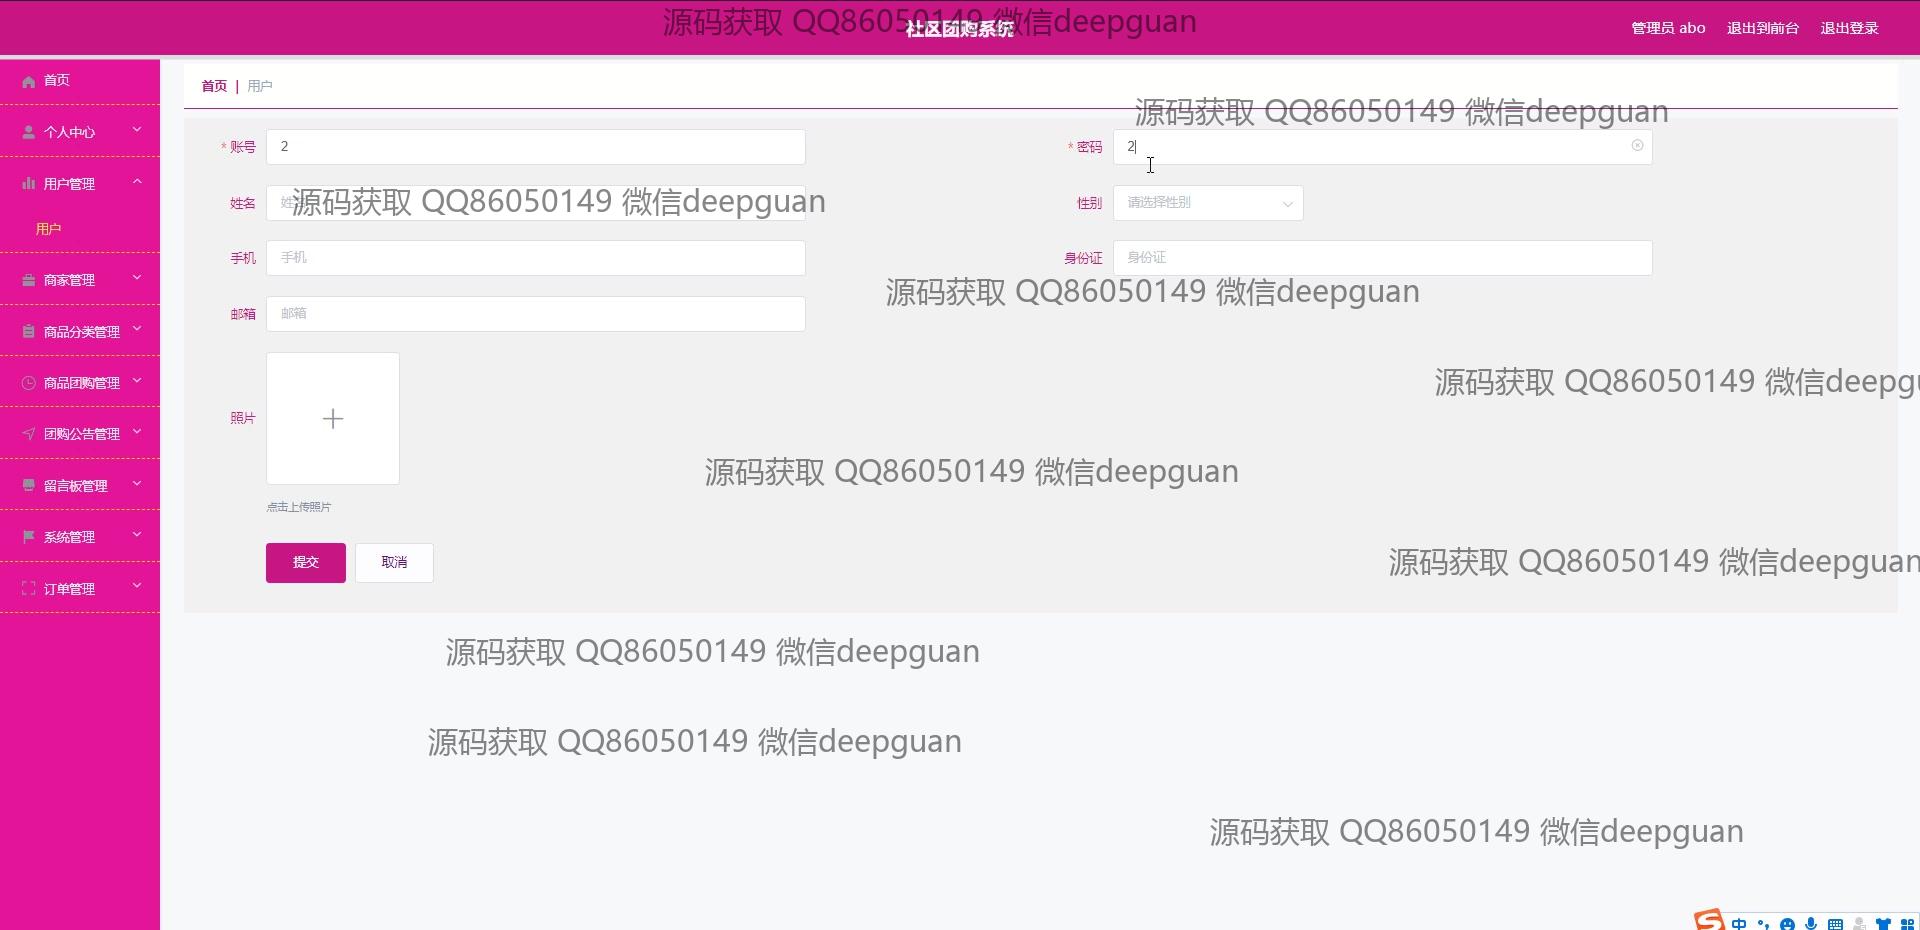 源码获取 QQ86050149 微信deepguan
社区团购系统
管理员 abo 退出到前台 退出登录
首页
个人中心
用户管理
用户
商家管理
商品分类管理
商品团购管理
团购公告管理
留言板管理
系统管理
订单管理
首页 | 用户
源码获取 QQ86050149 微信deepguan
* 账号 2
* 密码 2
姓名 姓名
源码获取 QQ86050149 微信deepguan
性别 请选择性别
手机 手机
身份证 身份证
源码获取 QQ86050149 微信deepguan
邮箱 邮箱
源码获取 QQ86050149 微信deepgu
照片
源码获取 QQ86050149 微信deepguan
点击上传照片
提交 取消
源码获取 QQ86050149 微信deepguan
源码获取 QQ86050149 微信deepguan
源码获取 QQ86050149 微信deepguan
源码获取 QQ86050149 微信deepguan
中